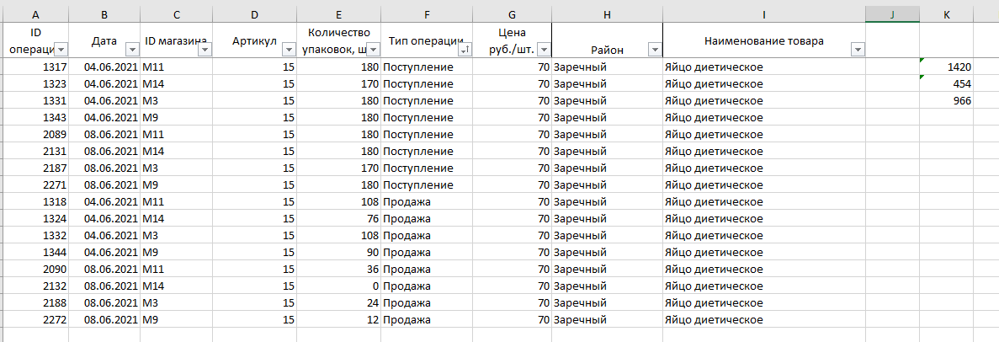 A B C D E F G H I J K
ID операци Дата ID магазина Артикул Количество упаковок, ш Тип операции Цена руб./шт. Район Наименование товара
1317 04.06.2021 M11 15 180 Поступление 70 Заречный Яйцо диетическое 1420
1323 04.06.2021 M14 15 170 Поступление 70 Заречный Яйцо диетическое 454
1331 04.06.2021 M3 15 180 Поступление 70 Заречный Яйцо диетическое 966
1343 04.06.2021 M9 15 180 Поступление 70 Заречный Яйцо диетическое
2089 08.06.2021 M11 15 180 Поступление 70 Заречный Яйцо диетическое
2131 08.06.2021 M14 15 180 Поступление 70 Заречный Яйцо диетическое
2187 08.06.2021 M3 15 170 Поступление 70 Заречный Яйцо диетическое
2271 08.06.2021 M9 15 180 Поступление 70 Заречный Яйцо диетическое
1318 04.06.2021 M11 15 108 Продажа 70 Заречный Яйцо диетическое
1324 04.06.2021 M14 15 76 Продажа 70 Заречный Яйцо диетическое
1332 04.06.2021 M3 15 108 Продажа 70 Заречный Яйцо диетическое
1344 04.06.2021 M9 15 90 Продажа 70 Заречный Яйцо диетическое
2090 08.06.2021 M11 15 36 Продажа 70 Заречный Яйцо диетическое
2132 08.06.2021 M14 15 0 Продажа 70 Заречный Яйцо диетическое
2188 08.06.2021 M3 15 24 Продажа 70 Заречный Яйцо диетическое
2272 08.06.2021 M9 15 12 Продажа 70 Заречный Яйцо диетическое